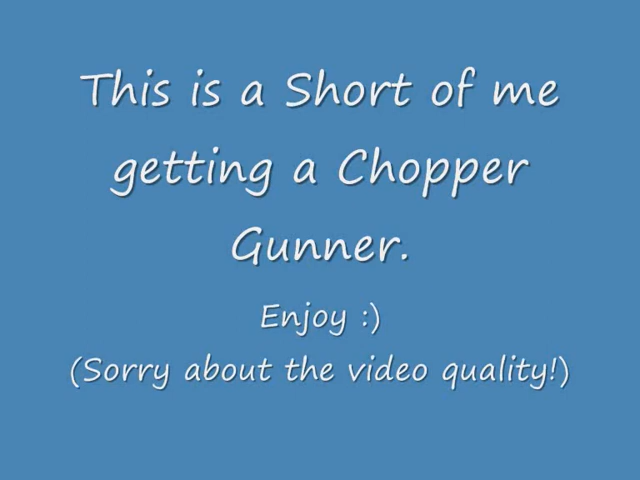 This is a Short of me
getting a Chopper
Gunner.
Enjoy :)
(Sorry about the video quality!)